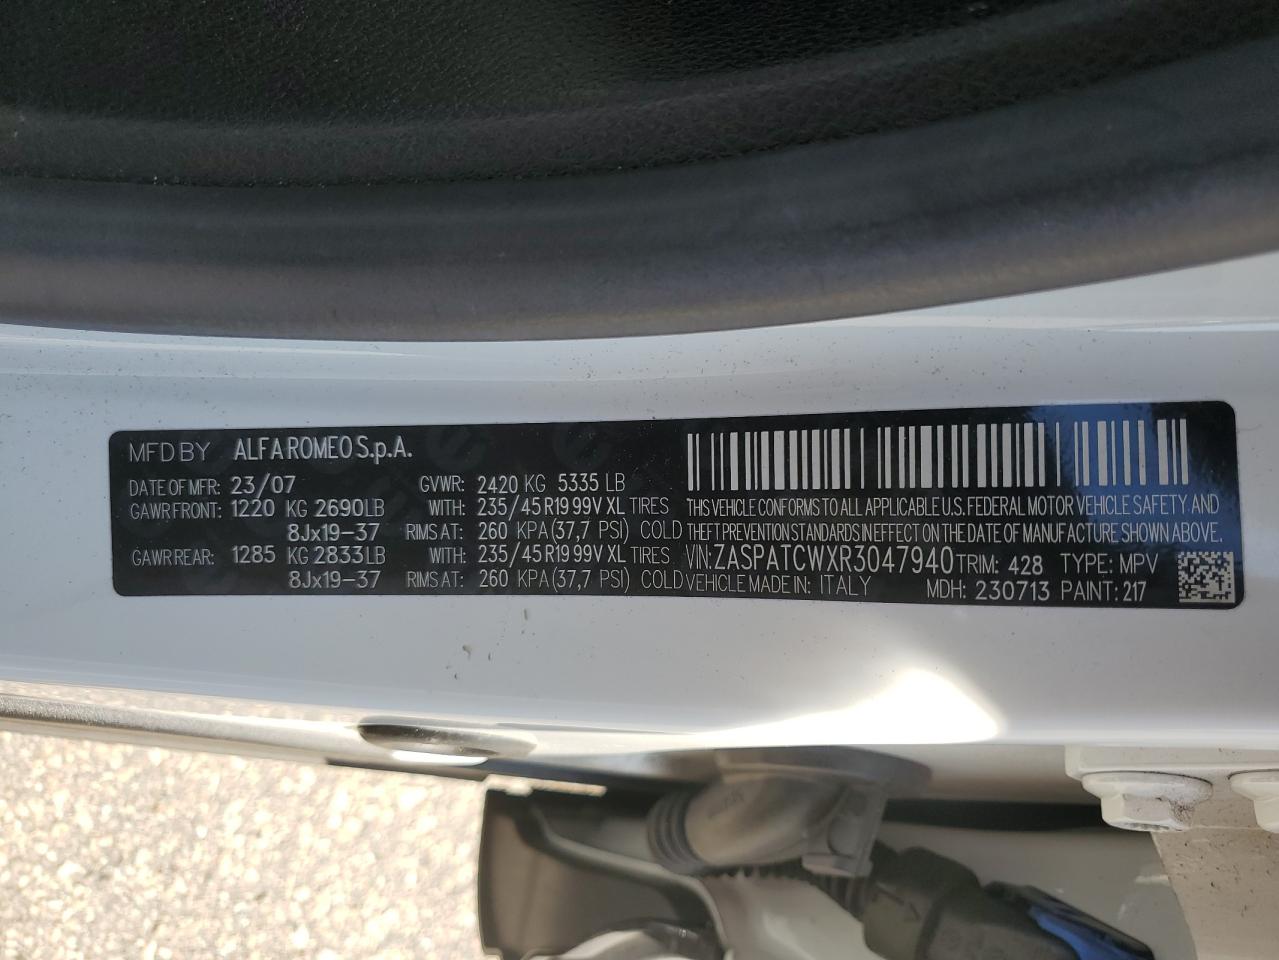 MFD BY ALFA ROMEO S.p.A.
DATE OF MFR: 23/07 GVWR: 2420 KG 5335 LB
GAWR FRONT: 1220 KG 2690LB WITH: 235/45 R19 99V XL TIRES
8Jx19-37 RIMS AT: 260 KPA (37,7 PSI) COLD
GAWR REAR: 1285 KG 2833LB WITH: 235/45 R19 99V XL TIRES
8Jx19-37 RIMS AT: 260 KPA (37,7 PSI) COLD
THIS VEHICLE CONFORMS TO ALL APPLICABLE U.S. FEDERAL MOTOR VEHICLE SAFETY AND
THEFT PREVENTION STANDARDS IN EFFECT ON THE DATE OF MANUFACTURE SHOWN ABOVE.
VIN: ZASPATCWXR3047940 TRIM: 428 TYPE: MPV
VEHICLE MADE IN: ITALY MDH: 230713 PAINT: 217